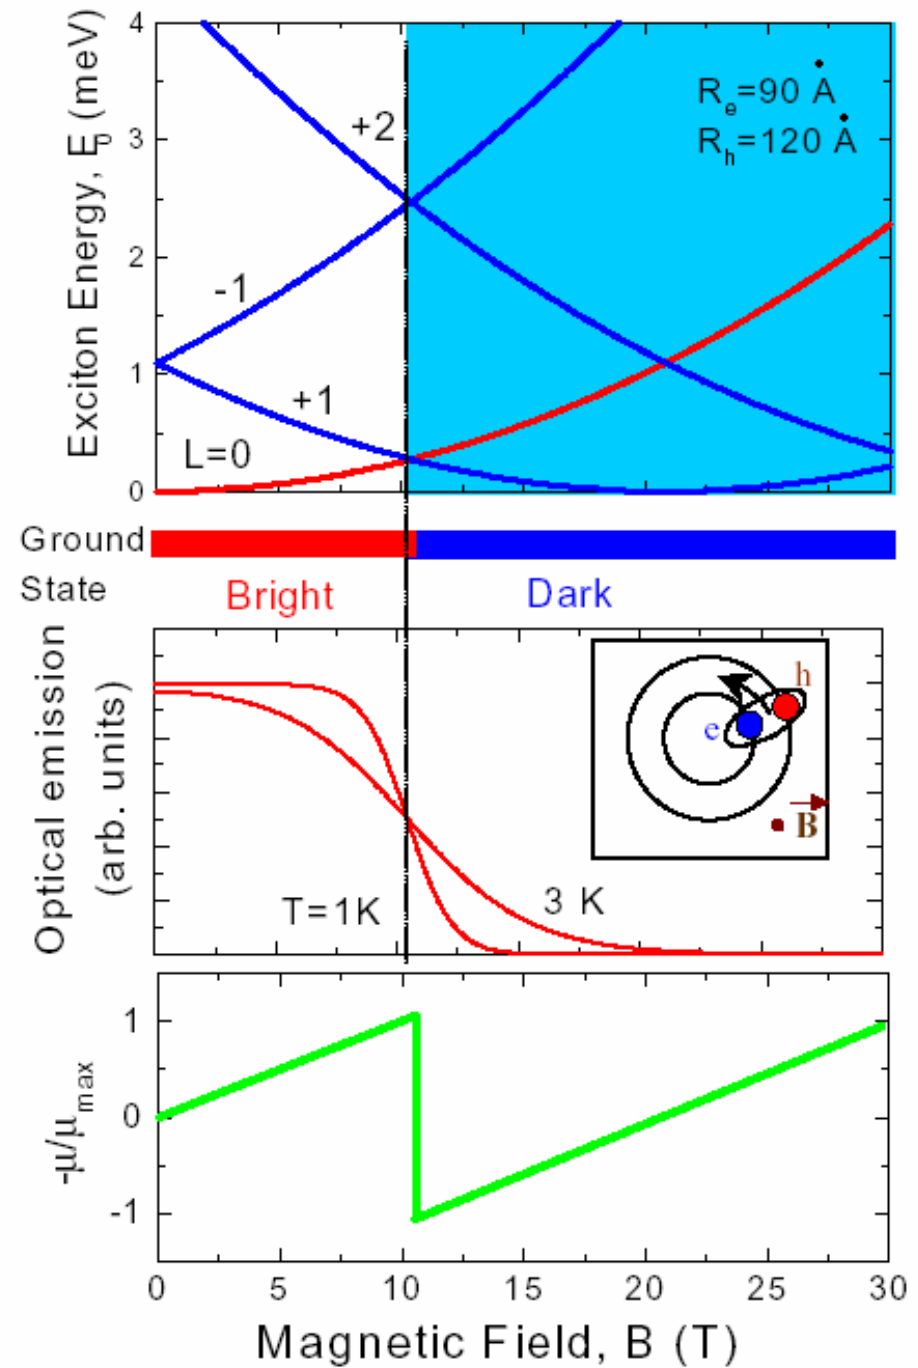 Exciton Energy, E₀ (meV)
4
3
2
1
0
+2
-1
+1
L=0
Rₑ=90 Å
Rₕ=120 Å
Ground
State
Bright
Dark
Optical emission
(arb. units)
T=1K
3 K
e
h
B
-μ/μmax
1
0
-1
0
5
10
15
20
25
30
Magnetic Field, B (T)